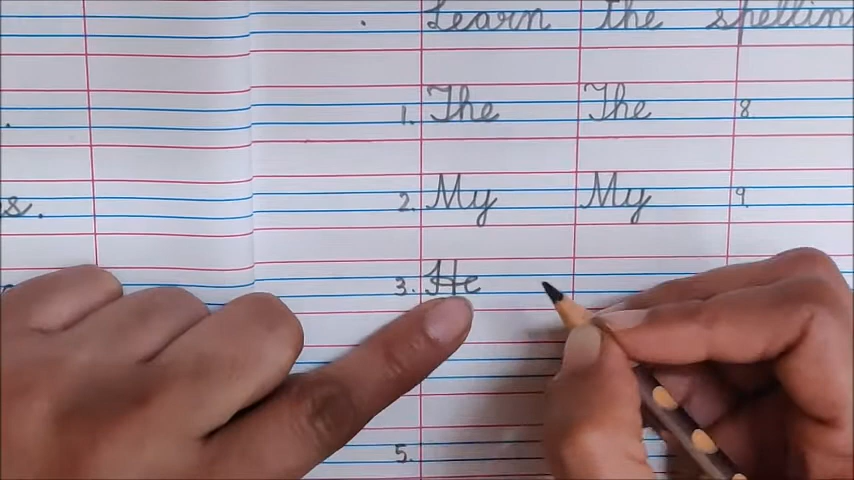 . Learn the spellin
1. The The 8
2. My My 9.
s.
3. He
5.